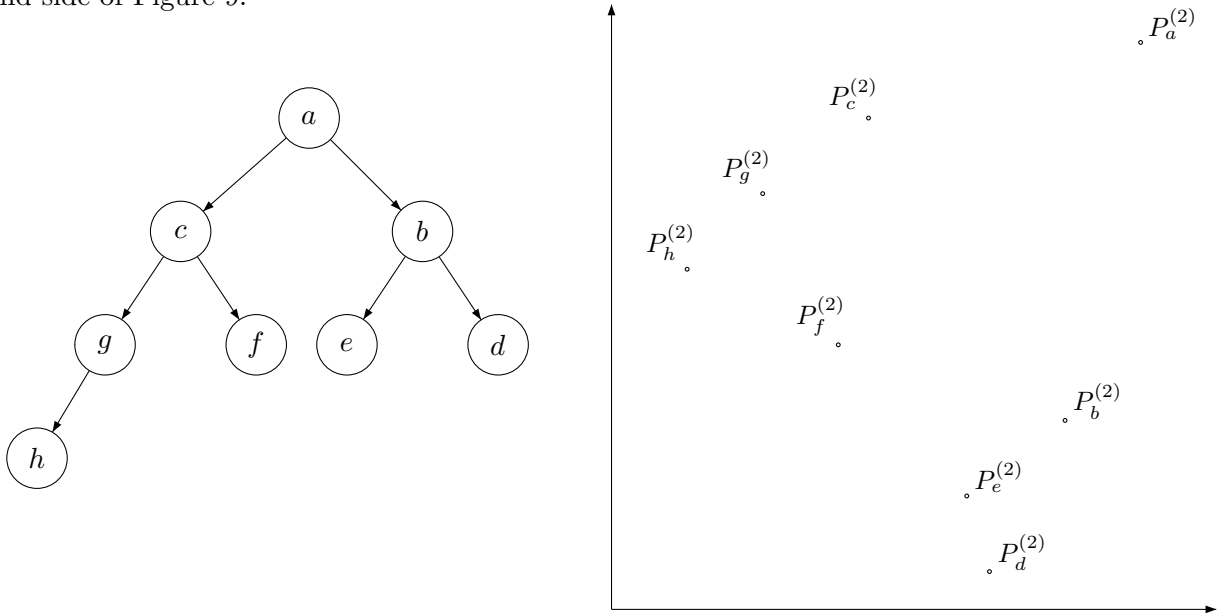 nd side of Figure 9.
a
c
b
g
f
e
d
h
P_a^{(2)}
P_c^{(2)}
P_g^{(2)}
P_h^{(2)}
P_f^{(2)}
P_b^{(2)}
P_e^{(2)}
P_d^{(2)}